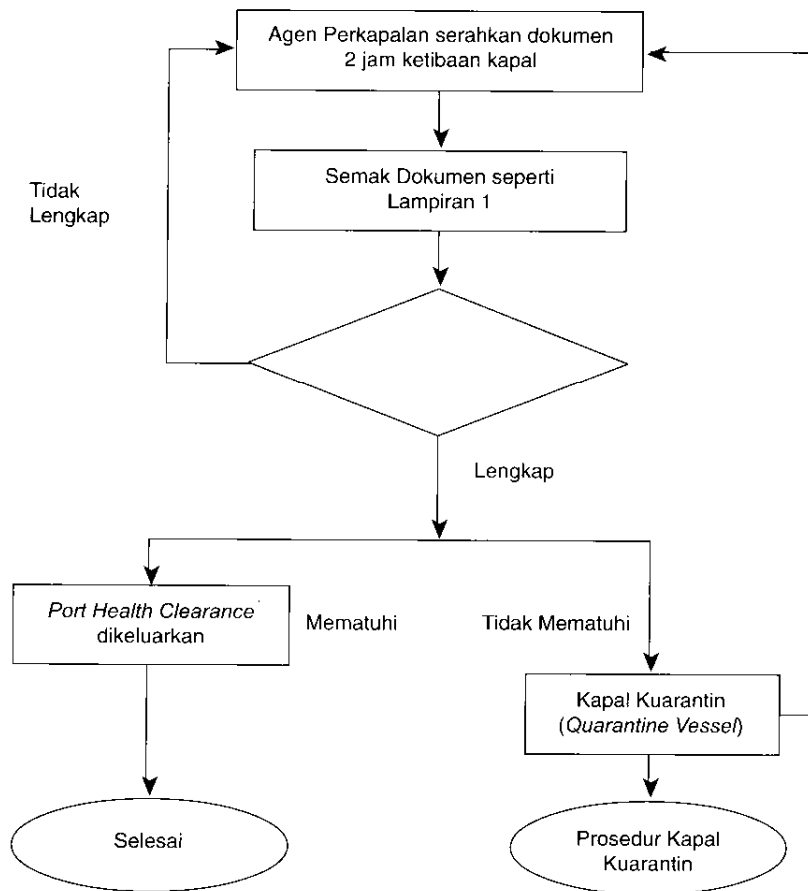 Agen Perkapalan serahkan dokumen
2 jam ketibaan kapal
Semak Dokumen seperti
Lampiran 1
Tidak
Lengkap
Lengkap
Port Health Clearance
dikeluarkan
Mematuhi
Tidak Mematuhi
Kapal Kuarantin
(Quarantine Vessel)
Selesai
Prosedur Kapal
Kuarantin